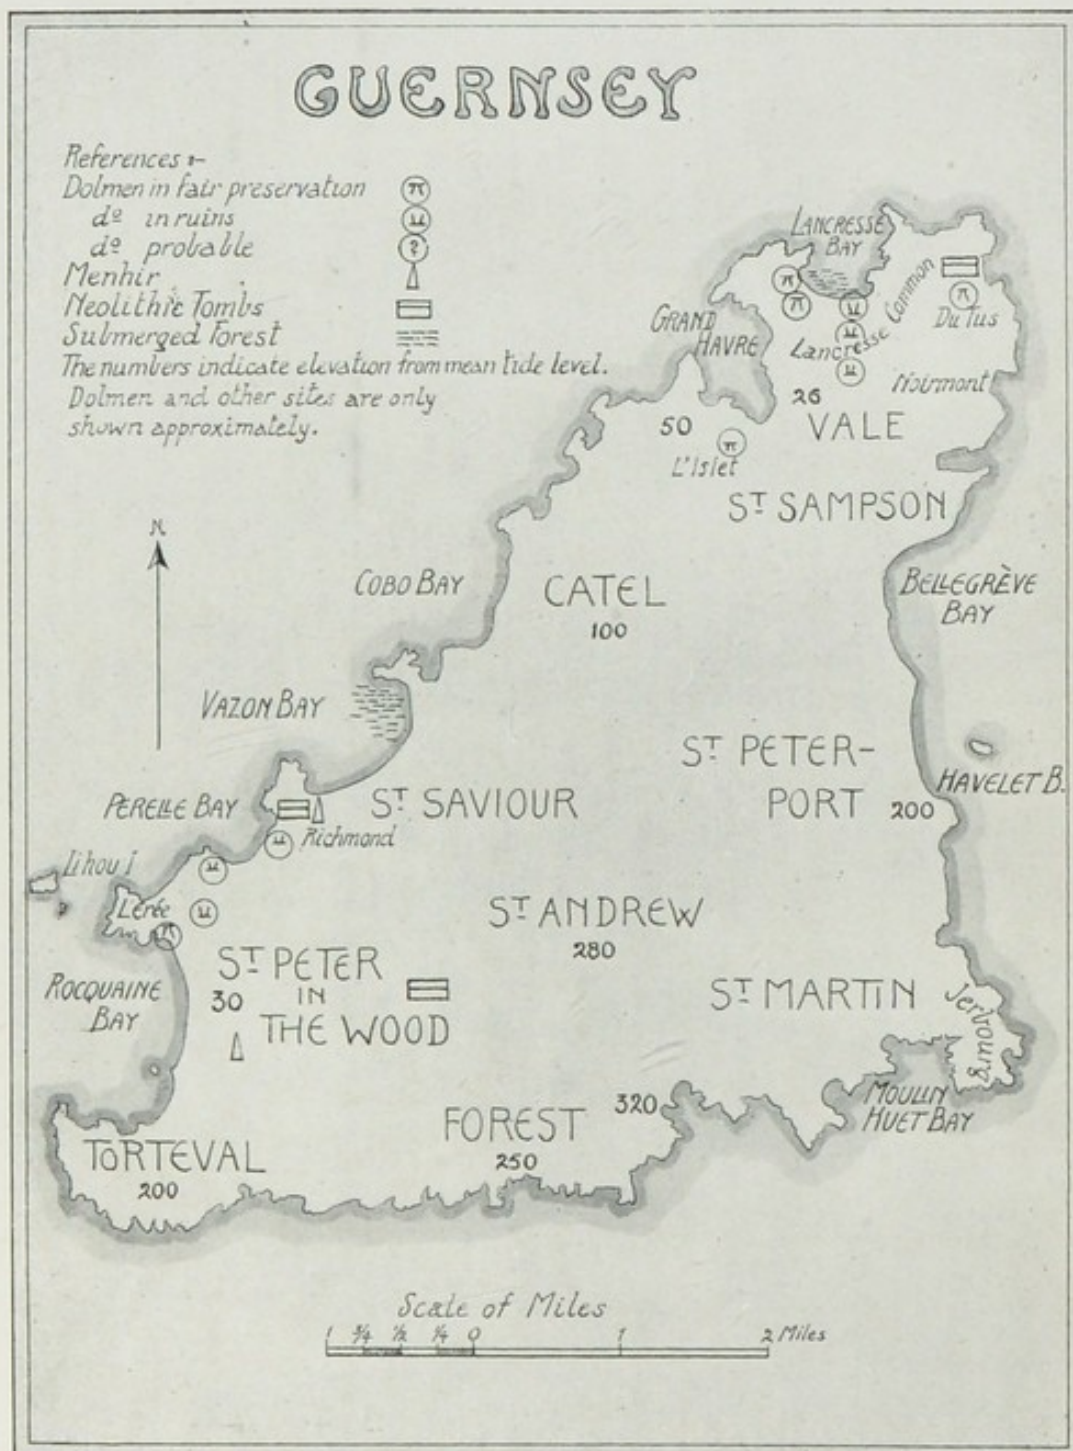 GUERNSEY
References :-
Dolmen in fair preservation
dº in ruins
dº probable
?
Menhir
Neolithic Tombs
Submerged Forest
The numbers indicate elevation from mean tide level.
Dolmen and other sites are only
shown approximately.
N.
LANCRESSE
BAY
Lancresse Common
Du Tus
GRAND
HAVRE
Noirmont
26
VALE
50
L'Islet
ST SAMPSON
COBO BAY
CATEL
100
BELLEGRÈVE
BAY
VAZON BAY
ST PETER-
PORT
200
HAVELET B.
PERELLE BAY
ST SAVIOUR
Richmond
Lihou I
Lerée
ST ANDREW
280
ST PETER
IN
THE WOOD
30
ROCQUAINE
BAY
ST MARTIN
Jerbourg
MOULIN
HUET BAY
320
FOREST
250
TORTEVAL
200
Scale of Miles
1 3/4 1/2 1/4 0 1 2 Miles